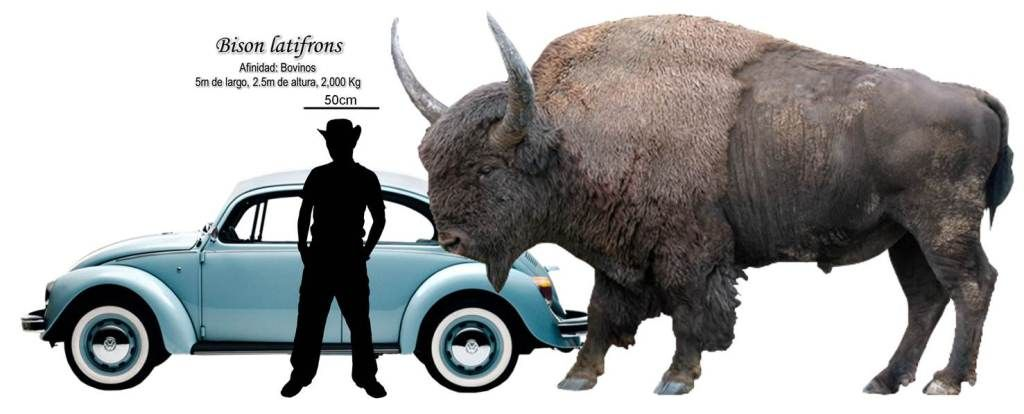 Bison latifrons
Afinidad: Bovinos
5m de largo, 2.5m de altura, 2,000 Kg
50cm